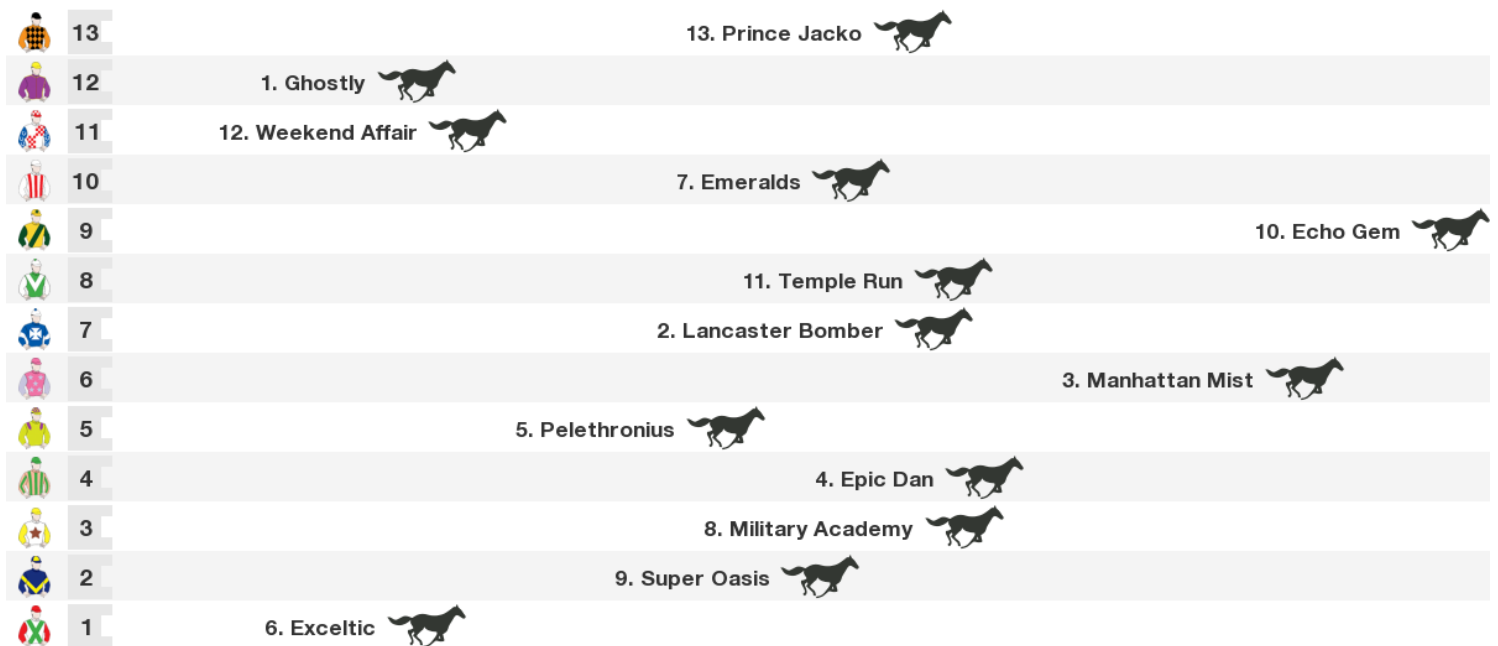 13 13. Prince Jacko
12 1. Ghostly
11 12. Weekend Affair
10 7. Emeralds
9 10. Echo Gem
8 11. Temple Run
7 2. Lancaster Bomber
6 3. Manhattan Mist
5 5. Pelethronius
4 4. Epic Dan
3 8. Military Academy
2 9. Super Oasis
1 6. Exceltic